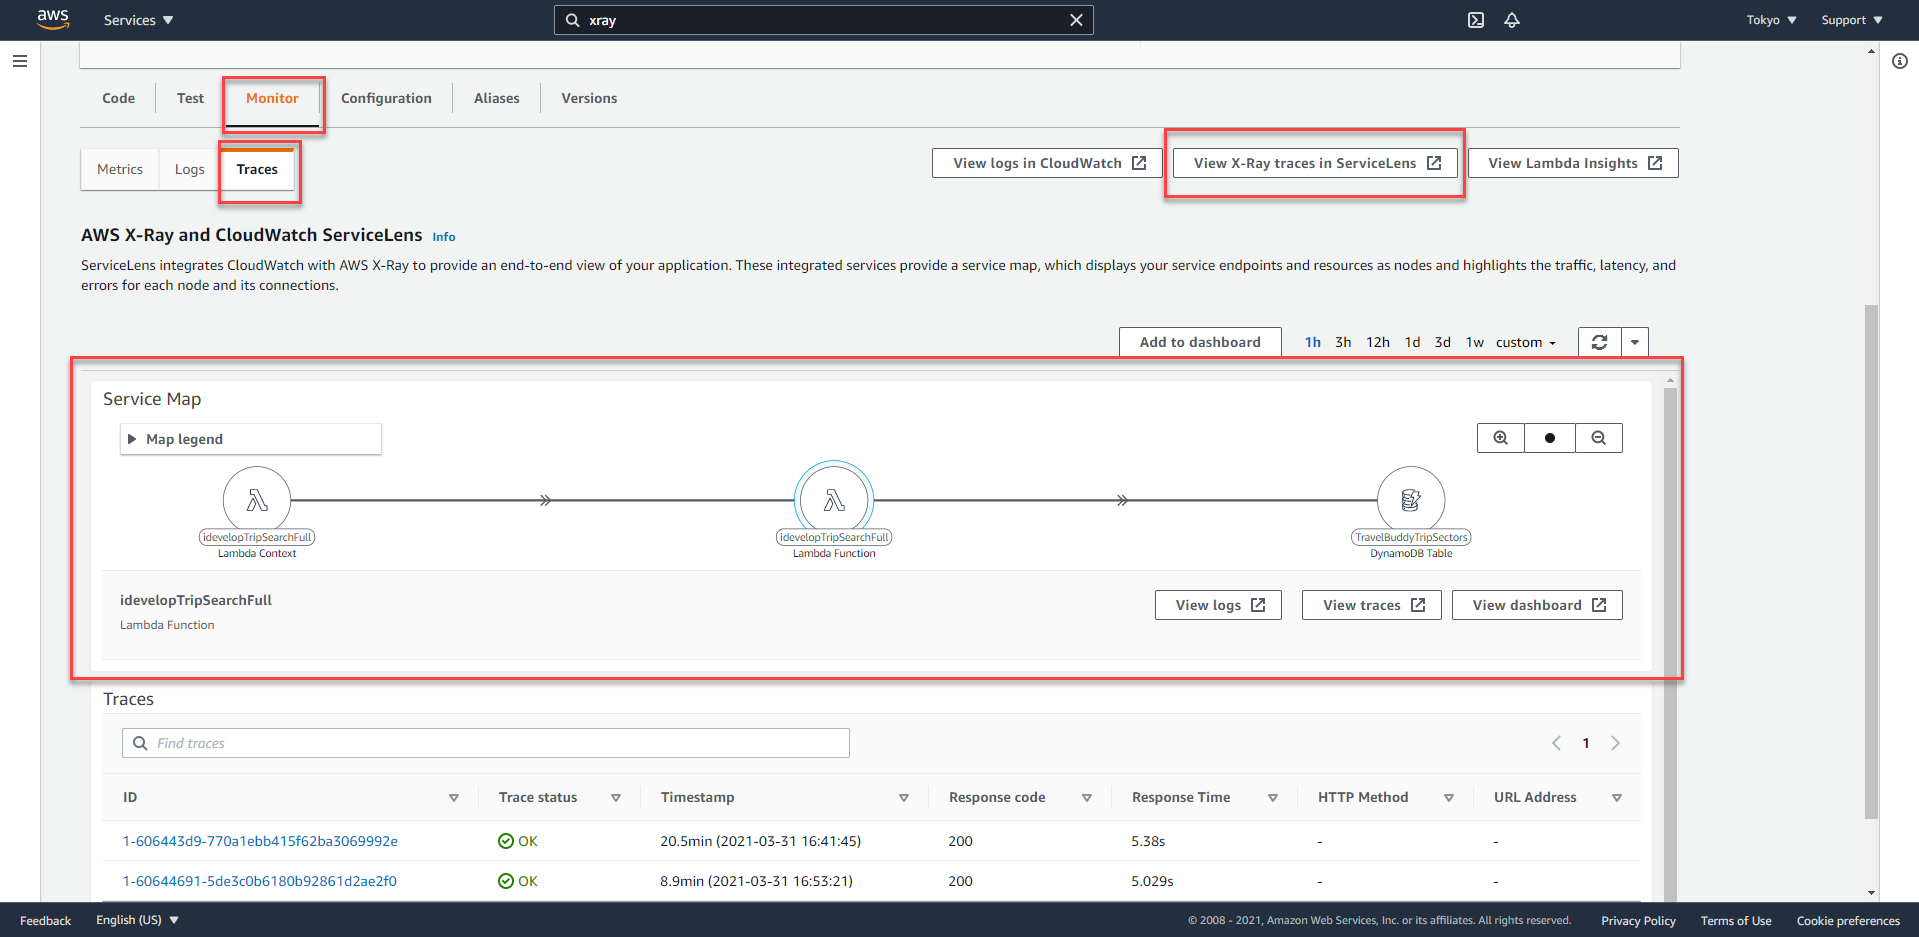 aws Services xray Tokyo Support
Code Test Monitor Configuration Aliases Versions
Metrics Logs Traces View logs in CloudWatch View X-Ray traces in ServiceLens View Lambda Insights
AWS X-Ray and CloudWatch ServiceLens Info
ServiceLens integrates CloudWatch with AWS X-Ray to provide an end-to-end view of your application. These integrated services provide a service map, which displays your service endpoints and resources as nodes and highlights the traffic, latency, and
errors for each node and its connections.
Add to dashboard 1h 3h 12h 1d 3d 1w custom
Service Map
Map legend
idevelopTripSearchFull idevelopTripSearchFull TravelBuddyTripSectors
Lambda Context Lambda Function DynamoDB Table
idevelopTripSearchFull
Lambda Function
View logs View traces View dashboard
Traces
Find traces 1
ID Trace status Timestamp Response code Response Time HTTP Method URL Address
1-606443d9-770a1ebb415f62ba3069992e OK 20.5min (2021-03-31 16:41:45) 200 5.38s - -
1-60644691-5de3c0b6180b92861d2ae2f0 OK 8.9min (2021-03-31 16:53:21) 200 5.029s - -
Feedback English (US) © 2008 - 2021, Amazon Web Services, Inc. or its affiliates. All rights reserved. Privacy Policy Terms of Use Cookie preferences